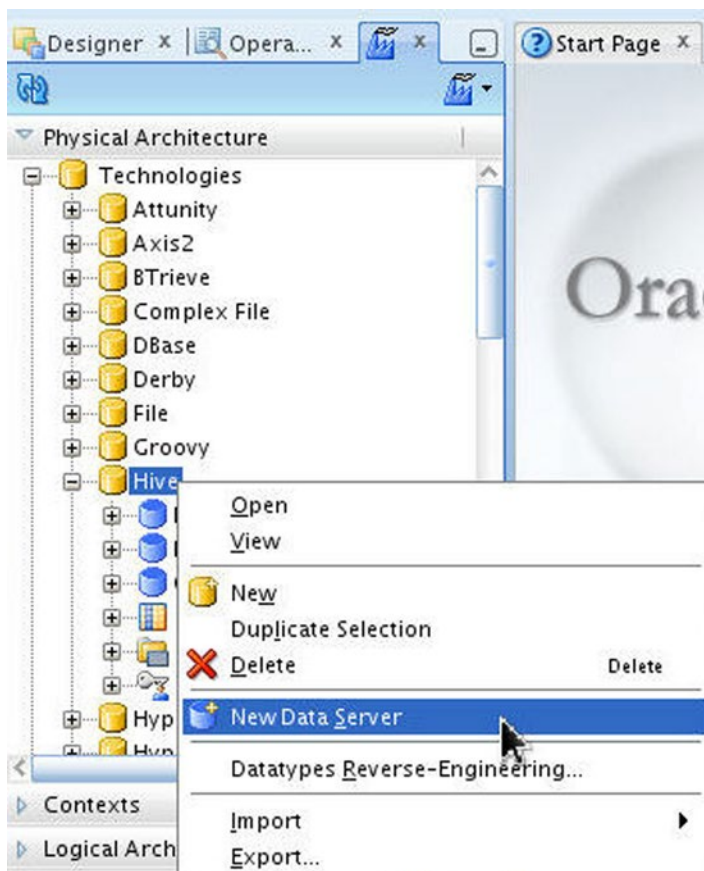 Designer x
Opera... x
x
Start Page x
Physical Architecture
Technologies
Attunity
Axis2
BTrieve
Complex File
DBase
Derby
File
Groovy
Hive
Open
View
New
Duplicate Selection
Delete Delete
Hyp
New Data Server
Datatypes Reverse-Engineering...
Contexts
Import
Logical Arch
Export...
Ora